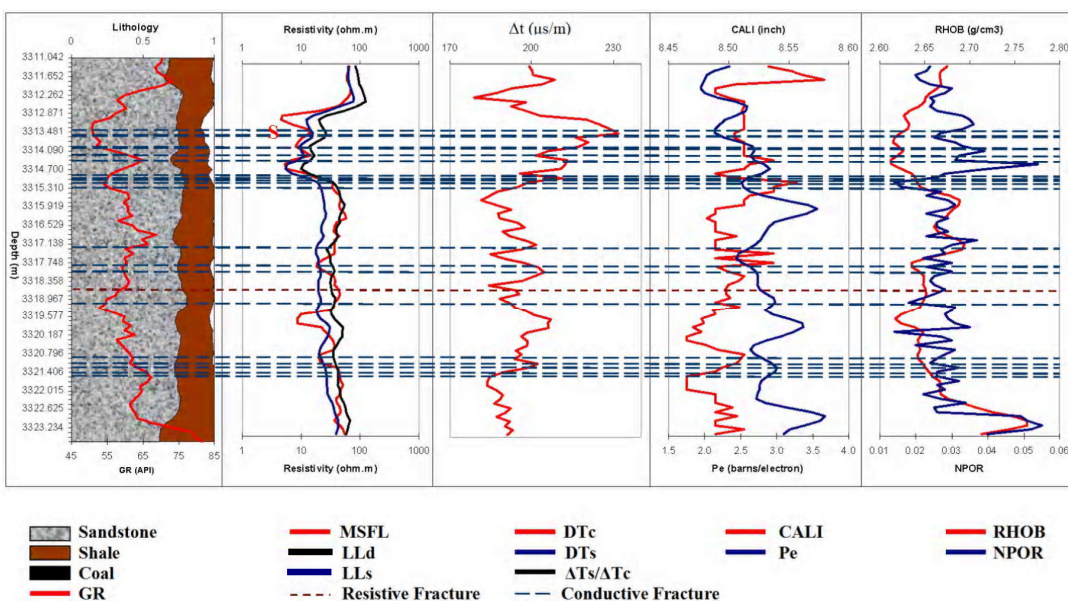 Lithology
0 0.5 1
Resistivity (ohm.m)
1 10 100 1000
Δt (µs/m)
170 200 230
CALI (inch)
8.45 8.55 8.60
RHOB (g/cm3)
2.60 2.65 2.70 2.75 2.80
Depth (m)
3311.042
3311.652
3312.262
3312.871
3313.481
3314.090
3314.700
3315.310
3315.919
3316.529
3317.138
3317.748
3318.358
3318.967
3319.577
3320.187
3320.796
3321.406
3322.015
3322.625
3323.234
S
45 55 65 75 85
GR (API)
1 10 100 1000
Resistivity (ohm.m)
1.5 2.0 2.5 3.0 3.5 4.0
Pe (barns/electron)
0.01 0.02 0.03 0.04 0.05 0.06
NPOR
Sandstone MSFL DTc CALI RHOB
Shale LLd DTs Pe NPOR
Coal LLs ΔTs/ΔTc
GR Resistive Fracture Conductive Fracture